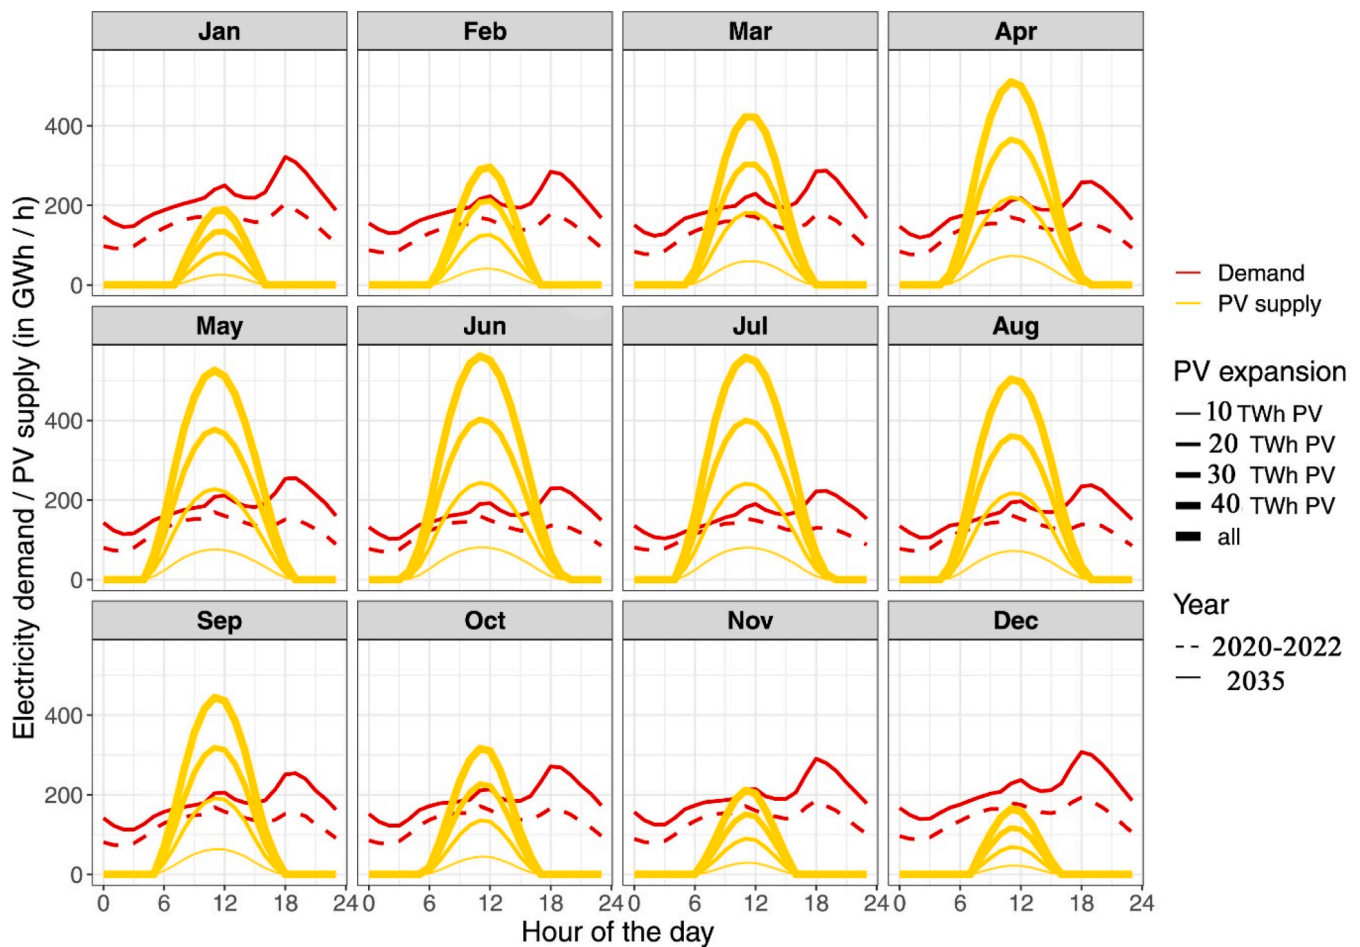 Jan Feb Mar Apr
400
200
0
May Jun Jul Aug
400
200
0
Sep Oct Nov Dec
400
200
0
0 6 12 18 24 0 6 12 18 24 0 6 12 18 24 0 6 12 18 24
Hour of the day
Electricity demand / PV supply (in GWh / h)
Demand
PV supply
PV expansion
10 TWh PV
20 TWh PV
30 TWh PV
40 TWh PV
all
Year
2020-2022
2035